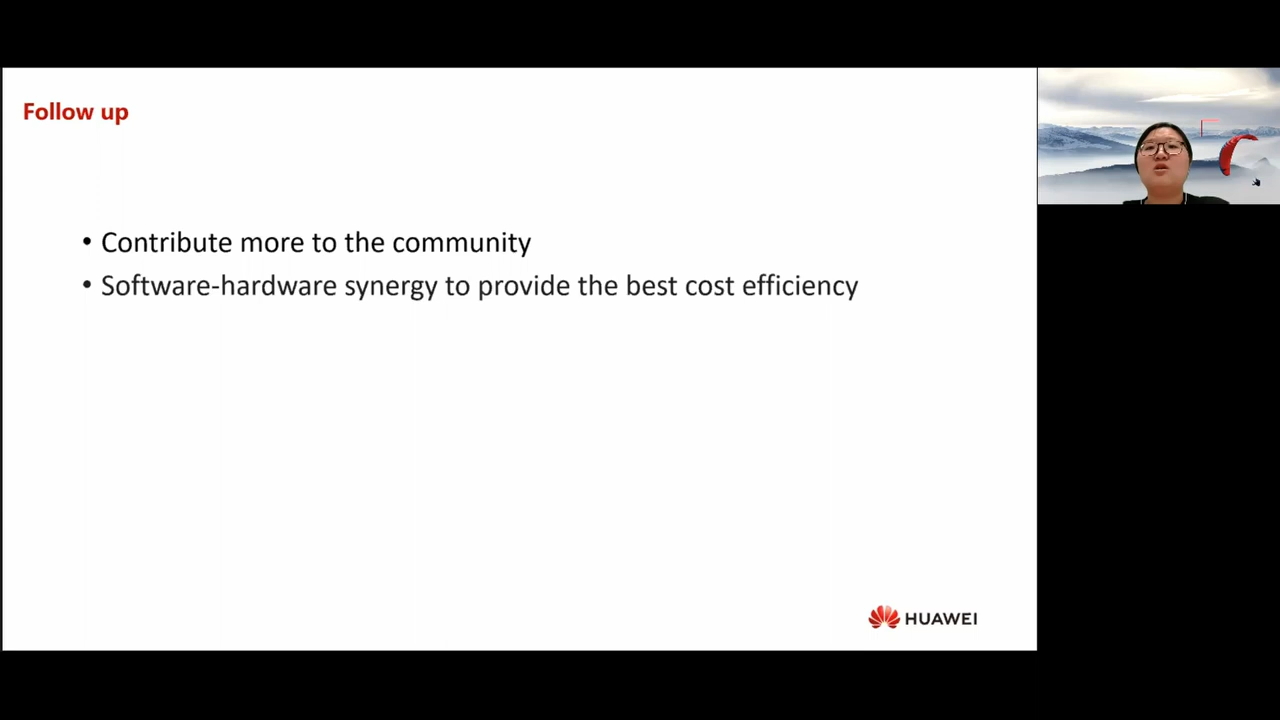 Follow up
• Contribute more to the community
• Software-hardware synergy to provide the best cost efficiency
HUAWEI